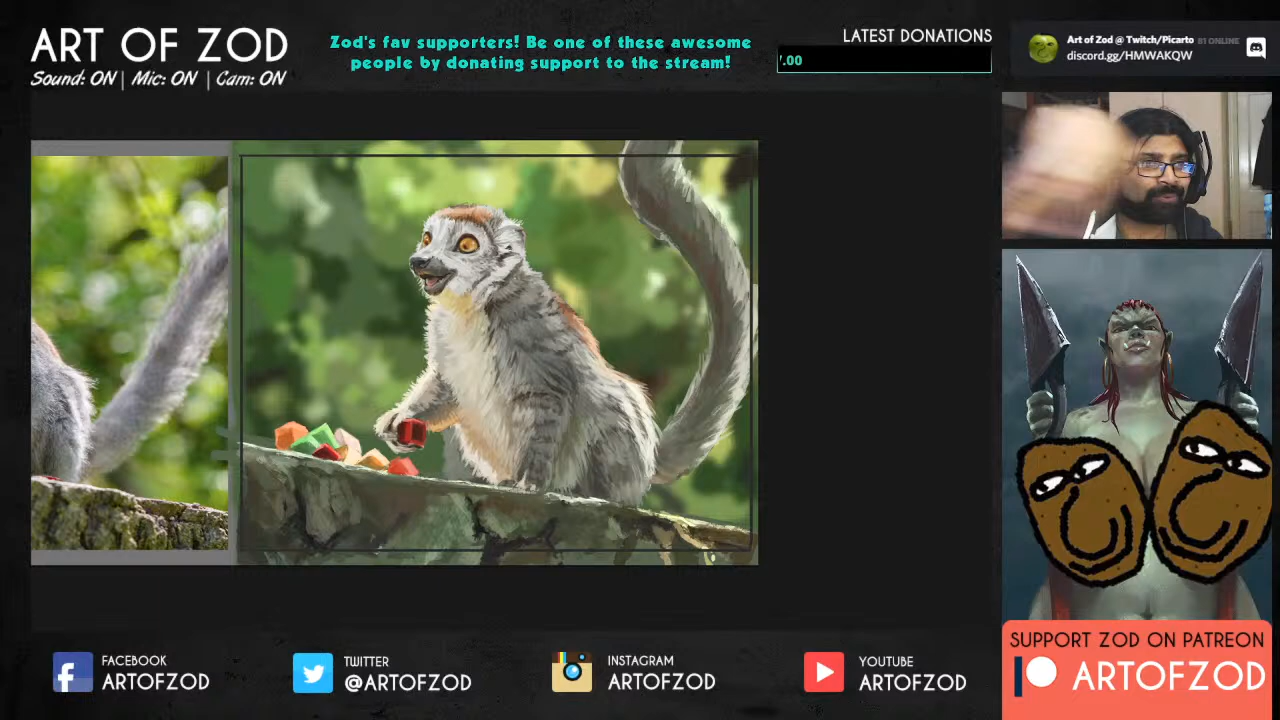 ART OF ZOD
Sound: ON | Mic: ON | Cam: ON
Zod's fav supporters! Be one of these awesome
people by donating support to the stream!
LATEST DONATIONS
.00
Art of Zod @ Twitch/Picarto 81 ONLINE
discord.gg/HMWAKQW
SUPPORT ZOD ON PATREON
ARTOFZOD
FACEBOOK
ARTOFZOD
TWITTER
@ARTOFZOD
INSTAGRAM
ARTOFZOD
YOUTUBE
ARTOFZOD